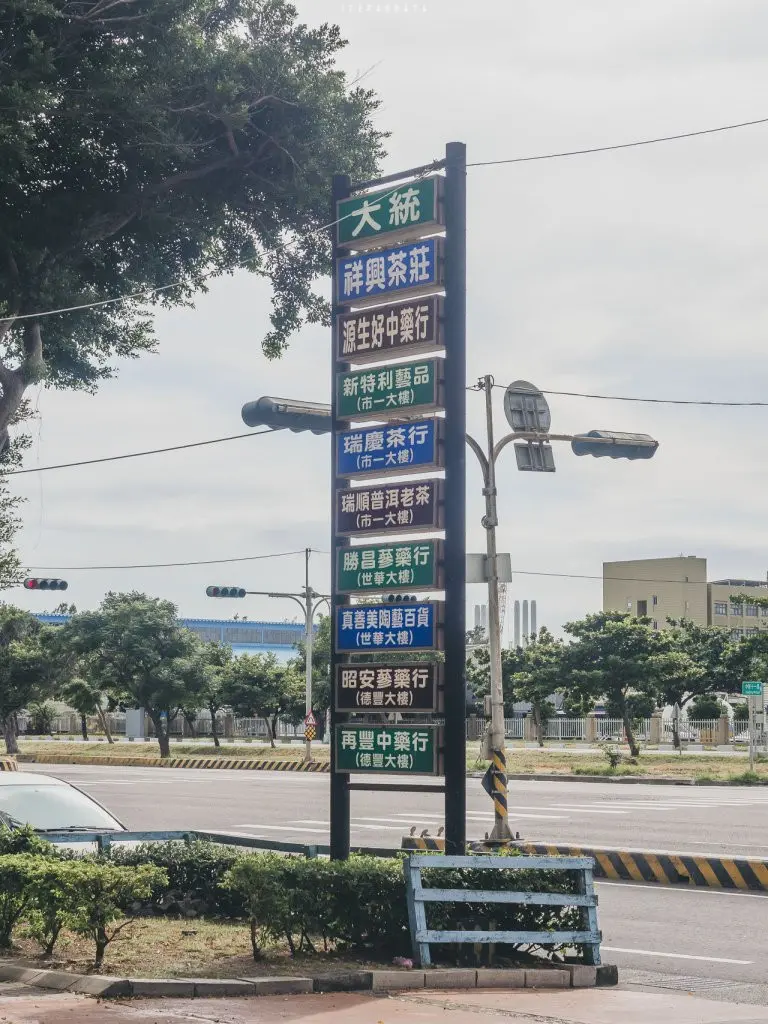 大統
祥興茶莊
源生好中藥行
新特利藝品
(市一大樓)
瑞慶茶行
(市一大樓)
瑞順普洱老茶
(市一大樓)
勝昌蔘藥行
(世華大樓)
真善美陶藝百貨
(世華大樓)
昭安蔘藥行
(德豐大樓)
再豐中藥行
(德豐大樓)